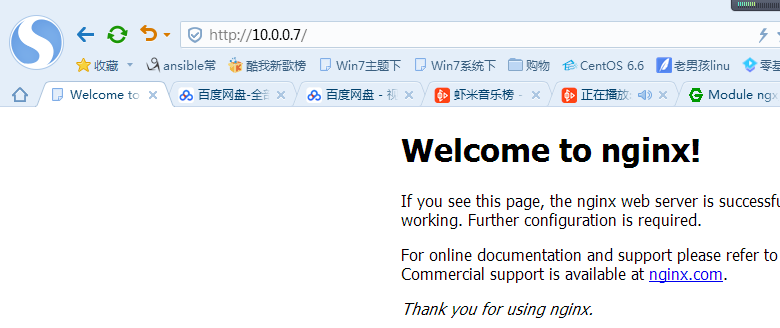 http://10.0.0.7/
收藏 ansible常 酷我新歌榜 Win7主题下 Win7系统下 购物 CentOS 6.6 老男孩linu 零基
Welcome to 百度网盘-全 百度网盘 - 视 虾米音乐榜 - 正在播放: Module ngx
Welcome to nginx!
If you see this page, the nginx web server is successfu
working. Further configuration is required.
For online documentation and support please refer to
Commercial support is available at nginx.com.
Thank you for using nginx.